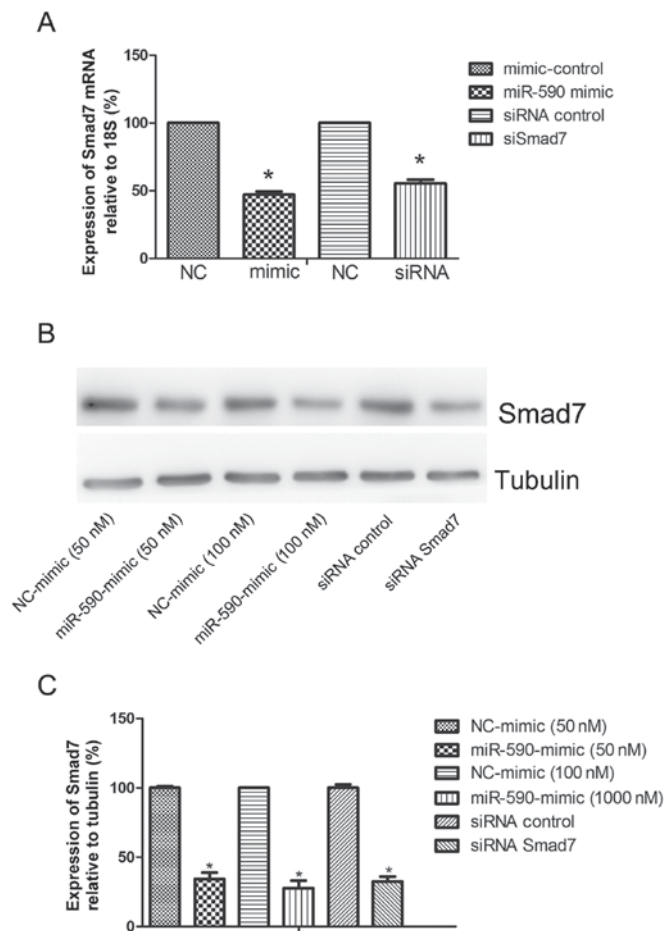 A
Expression of Smad7 mRNA
relative to 18S (%)
150
100
50
0
NC
mimic
NC
siRNA
*
*
mimic-control
miR-590 mimic
siRNA control
siSmad7
B
Smad7
Tubulin
NC-mimic (50 nM)
miR-590-mimic (50 nM)
NC-mimic (100 nM)
miR-590-mimic (100 nM)
siRNA control
siRNA Smad7
C
Expression of Smad7
relative to tubulin (%)
150
100
50
0
*
*
*
NC-mimic (50 nM)
miR-590-mimic (50 nM)
NC-mimic (100 nM)
miR-590-mimic (1000 nM)
siRNA control
siRNA Smad7